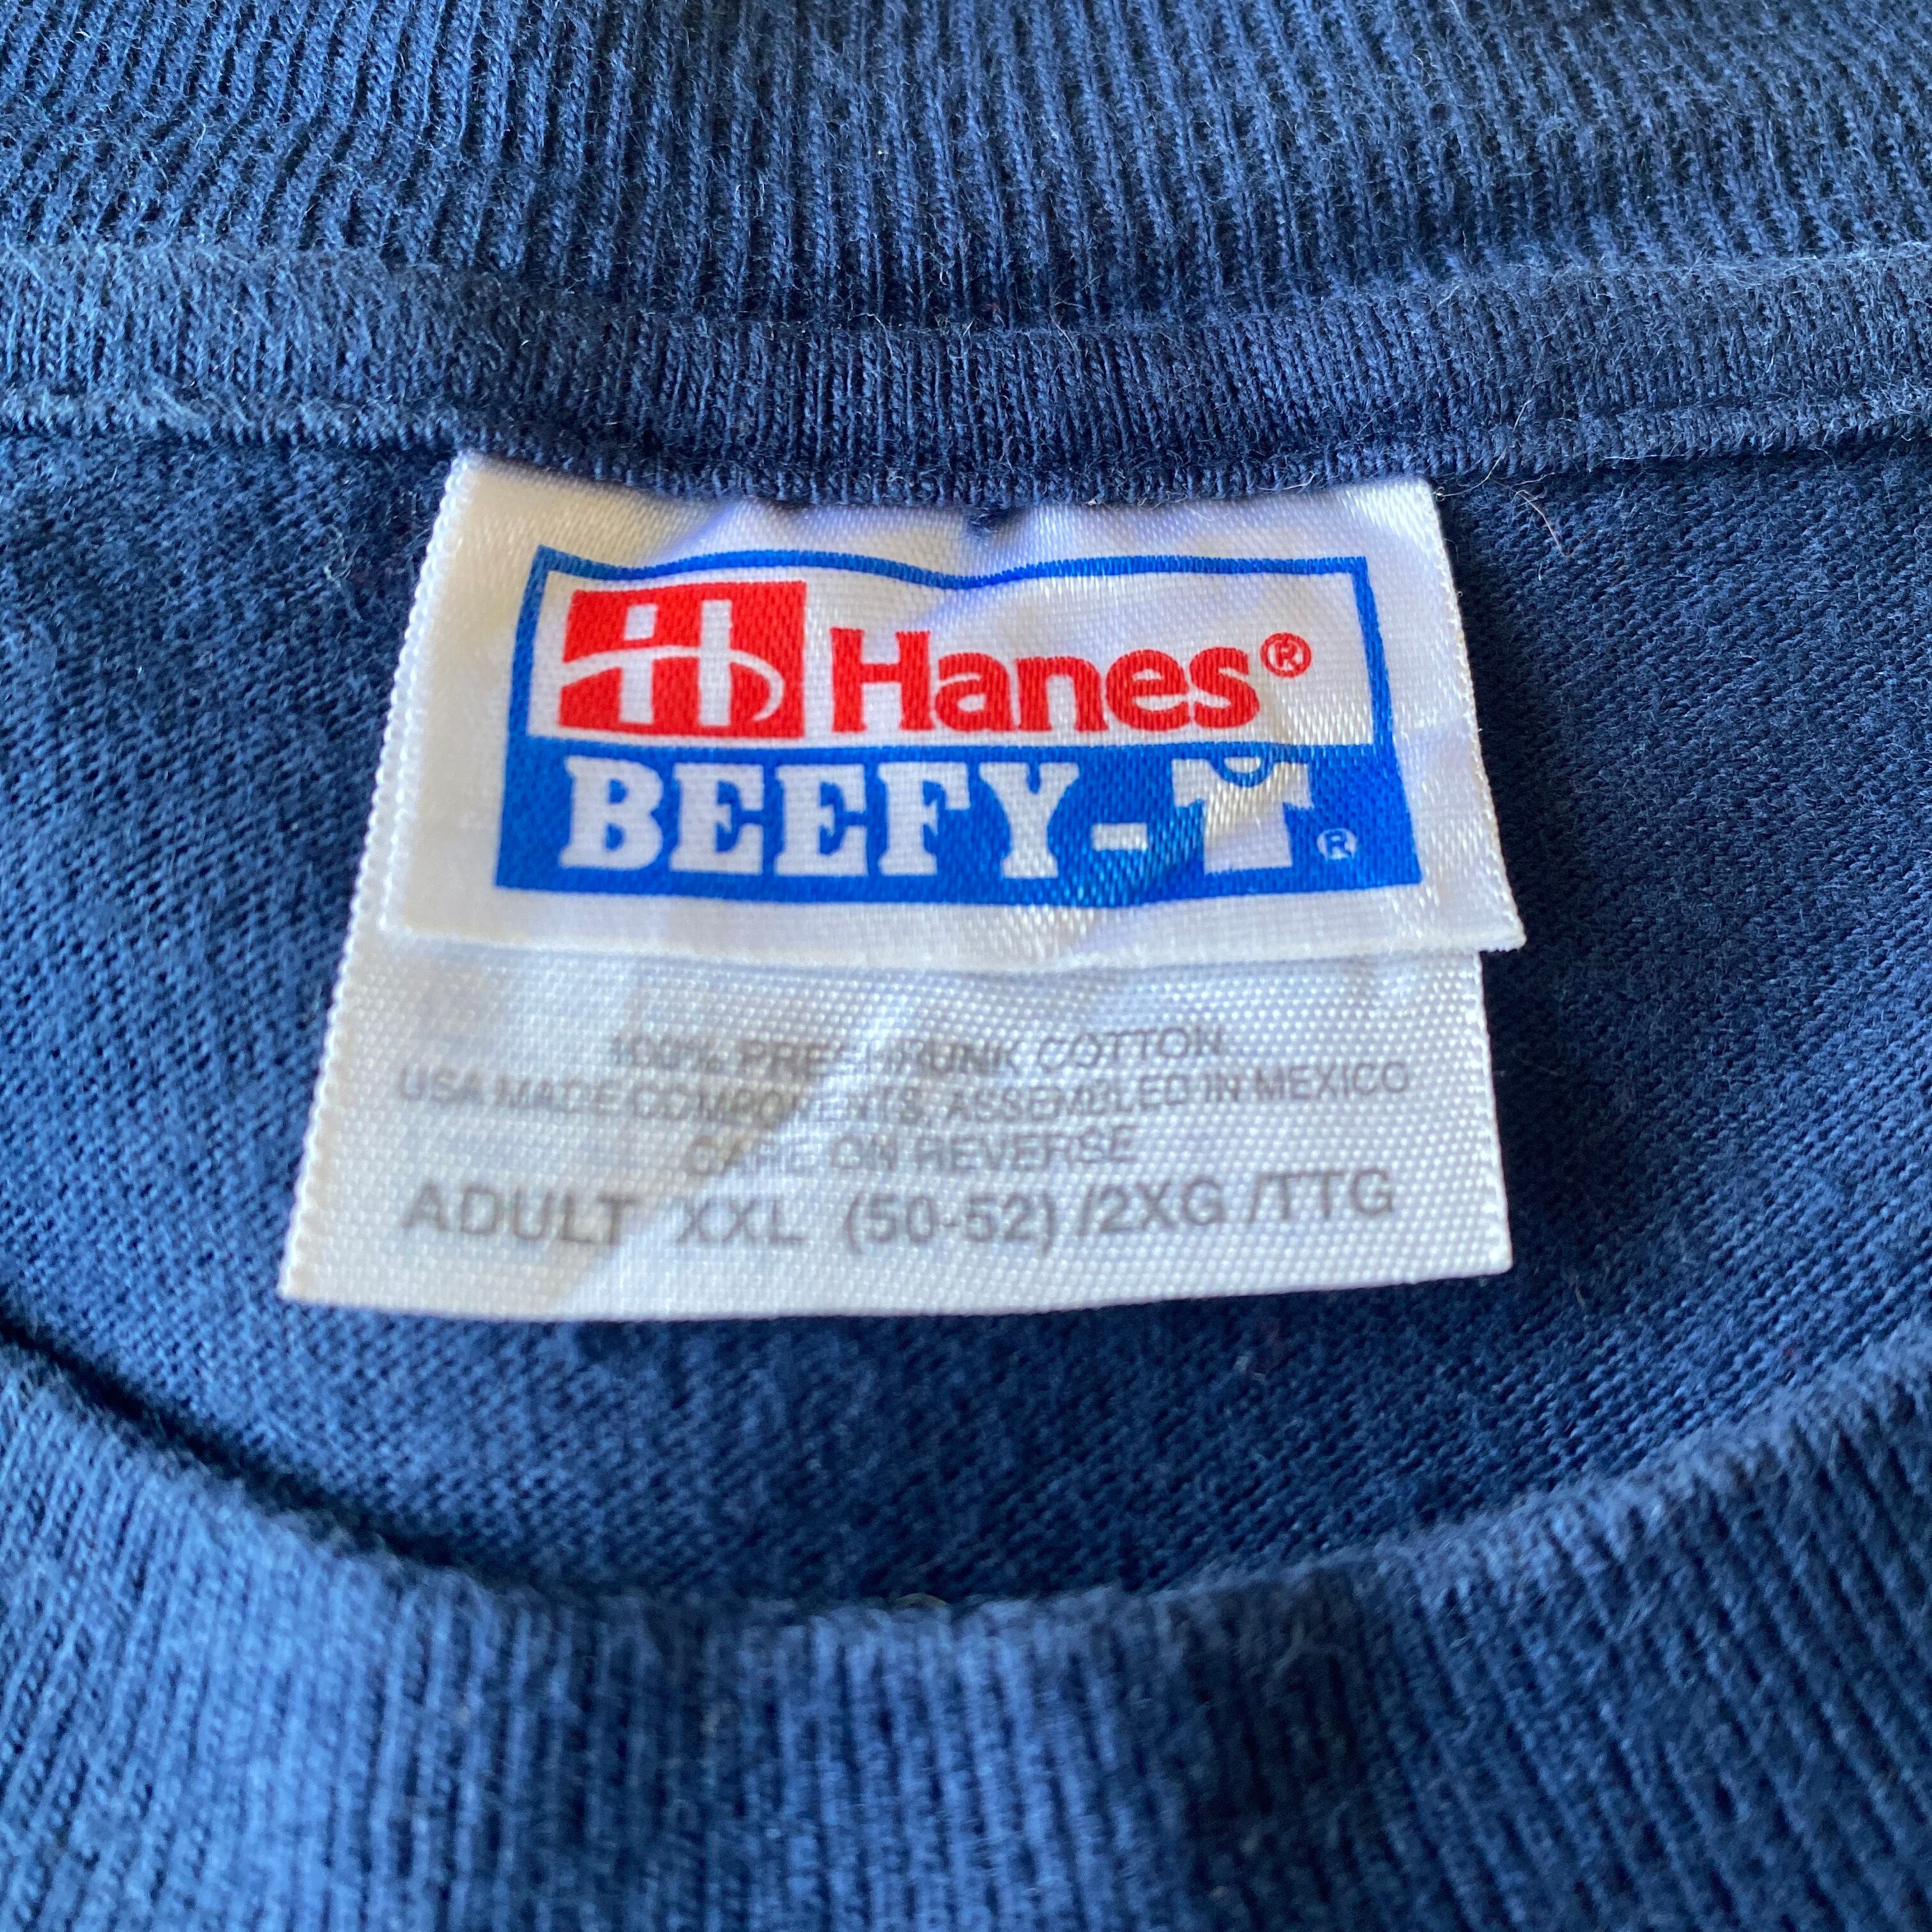 Hanes®
BEEFY-T®
100% PRESHRUNK COTTON
USA MADE COMPONENTS, ASSEMBLED IN MEXICO
CARE ON REVERSE
ADULT XXL (50-52) /2XG /TTG